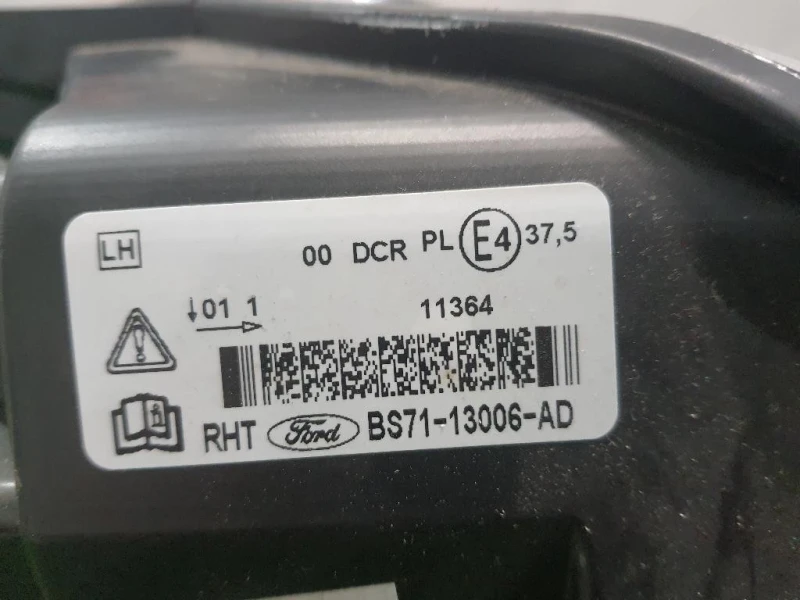 LH 00 DCR PL E4 37,5
↓01 1 11364
RHT Ford BS71-13006-AD